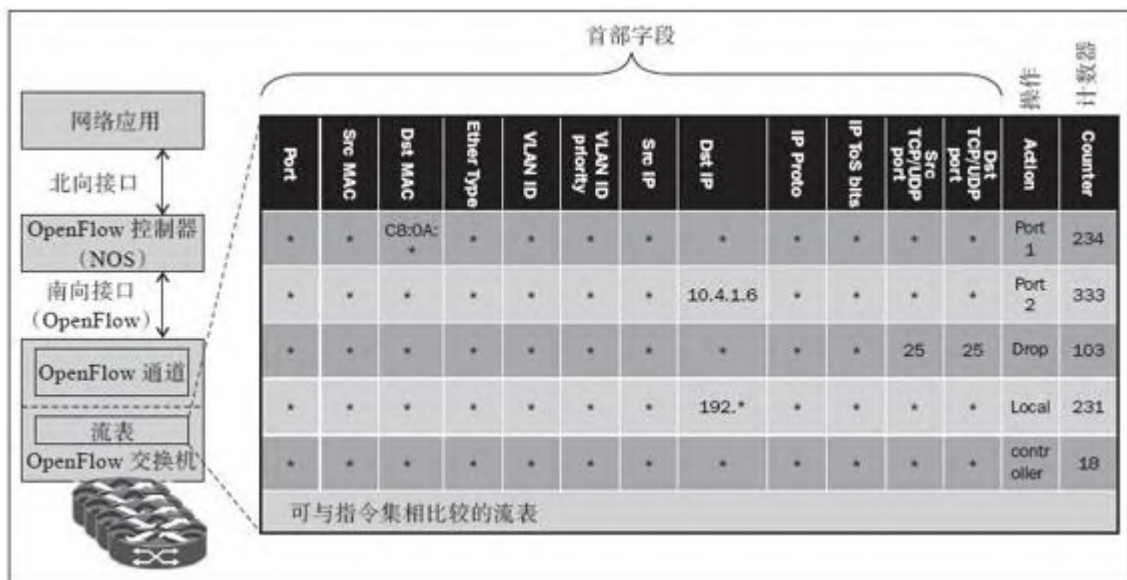 首部字段
操作
计数器
网络应用
北向接口
OpenFlow 控制器
（NOS）
南向接口
（OpenFlow）
OpenFlow 通道
流表
OpenFlow 交换机
Port
Src MAC
Dst MAC
Ether Type
VLAN ID
VLAN ID
priority
Src IP
Dst IP
IP Proto
IP ToS bits
Src
TCP/UDP
port
Dst
TCP/UDP
port
Action
Counter
* * C8:0A:* * * * * * * * * * Port 1 234
* * * * * * * 10.4.1.6 * * * * Port 2 333
* * * * * * * * * * 25 25 Drop 103
* * * * * * * 192.* * * * * Local 231
* * * * * * * * * * * * controller 18
可与指令集相比较的流表